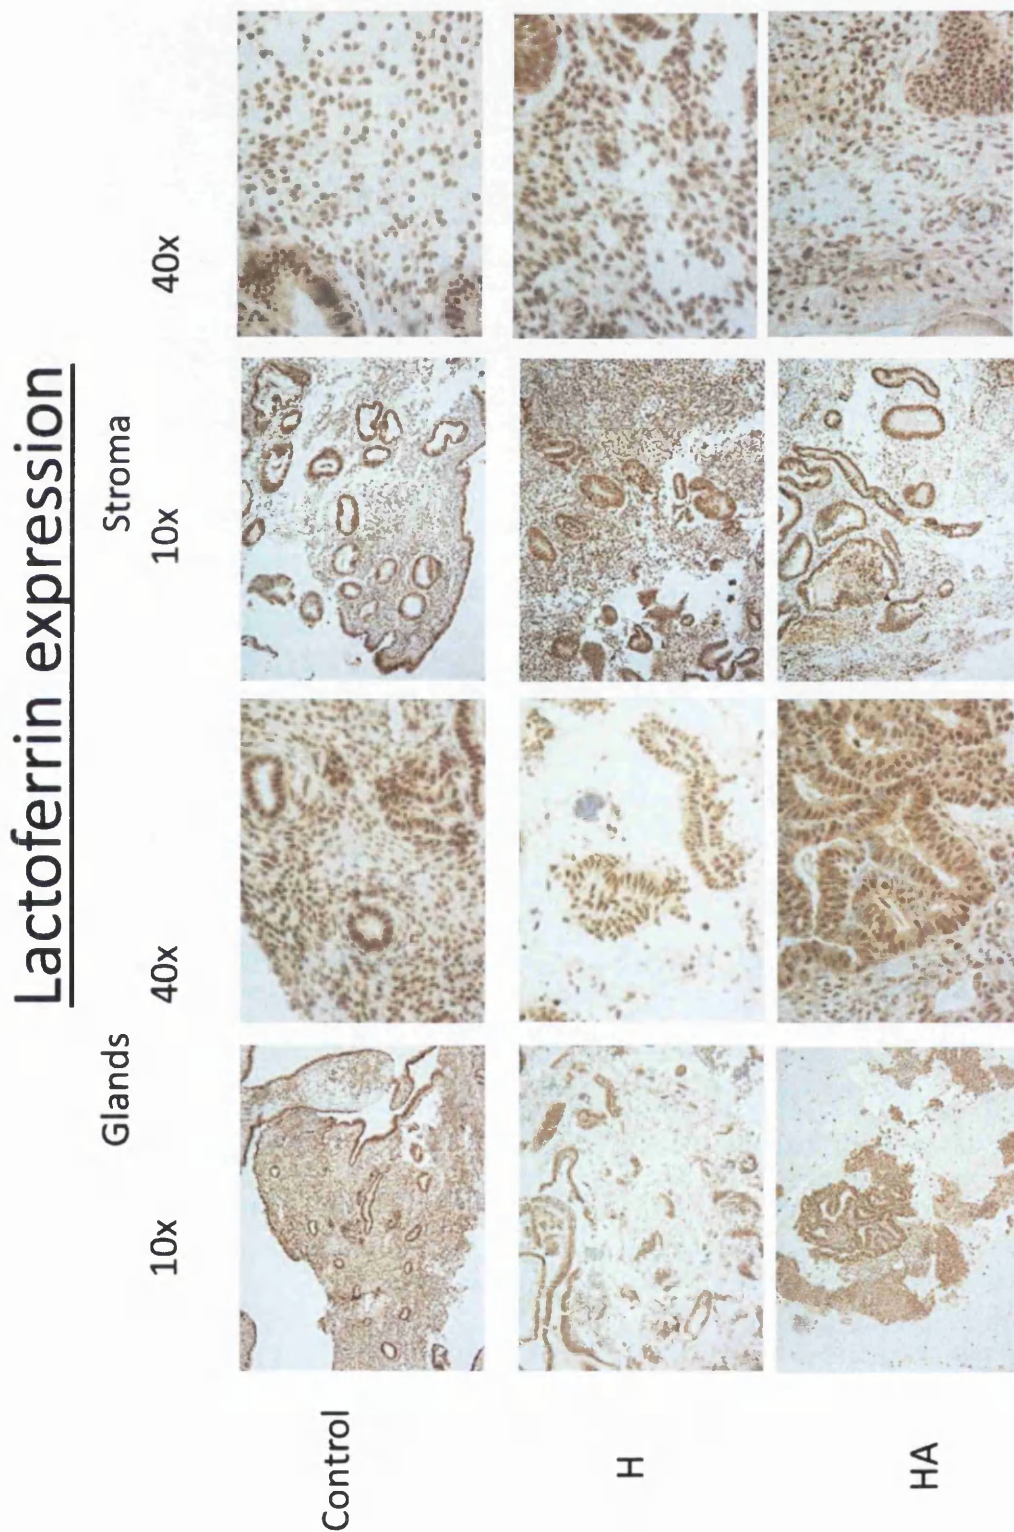 Lactoferrin expression
Glands Stroma
10x 40x 10x 40x
Control
H
HA